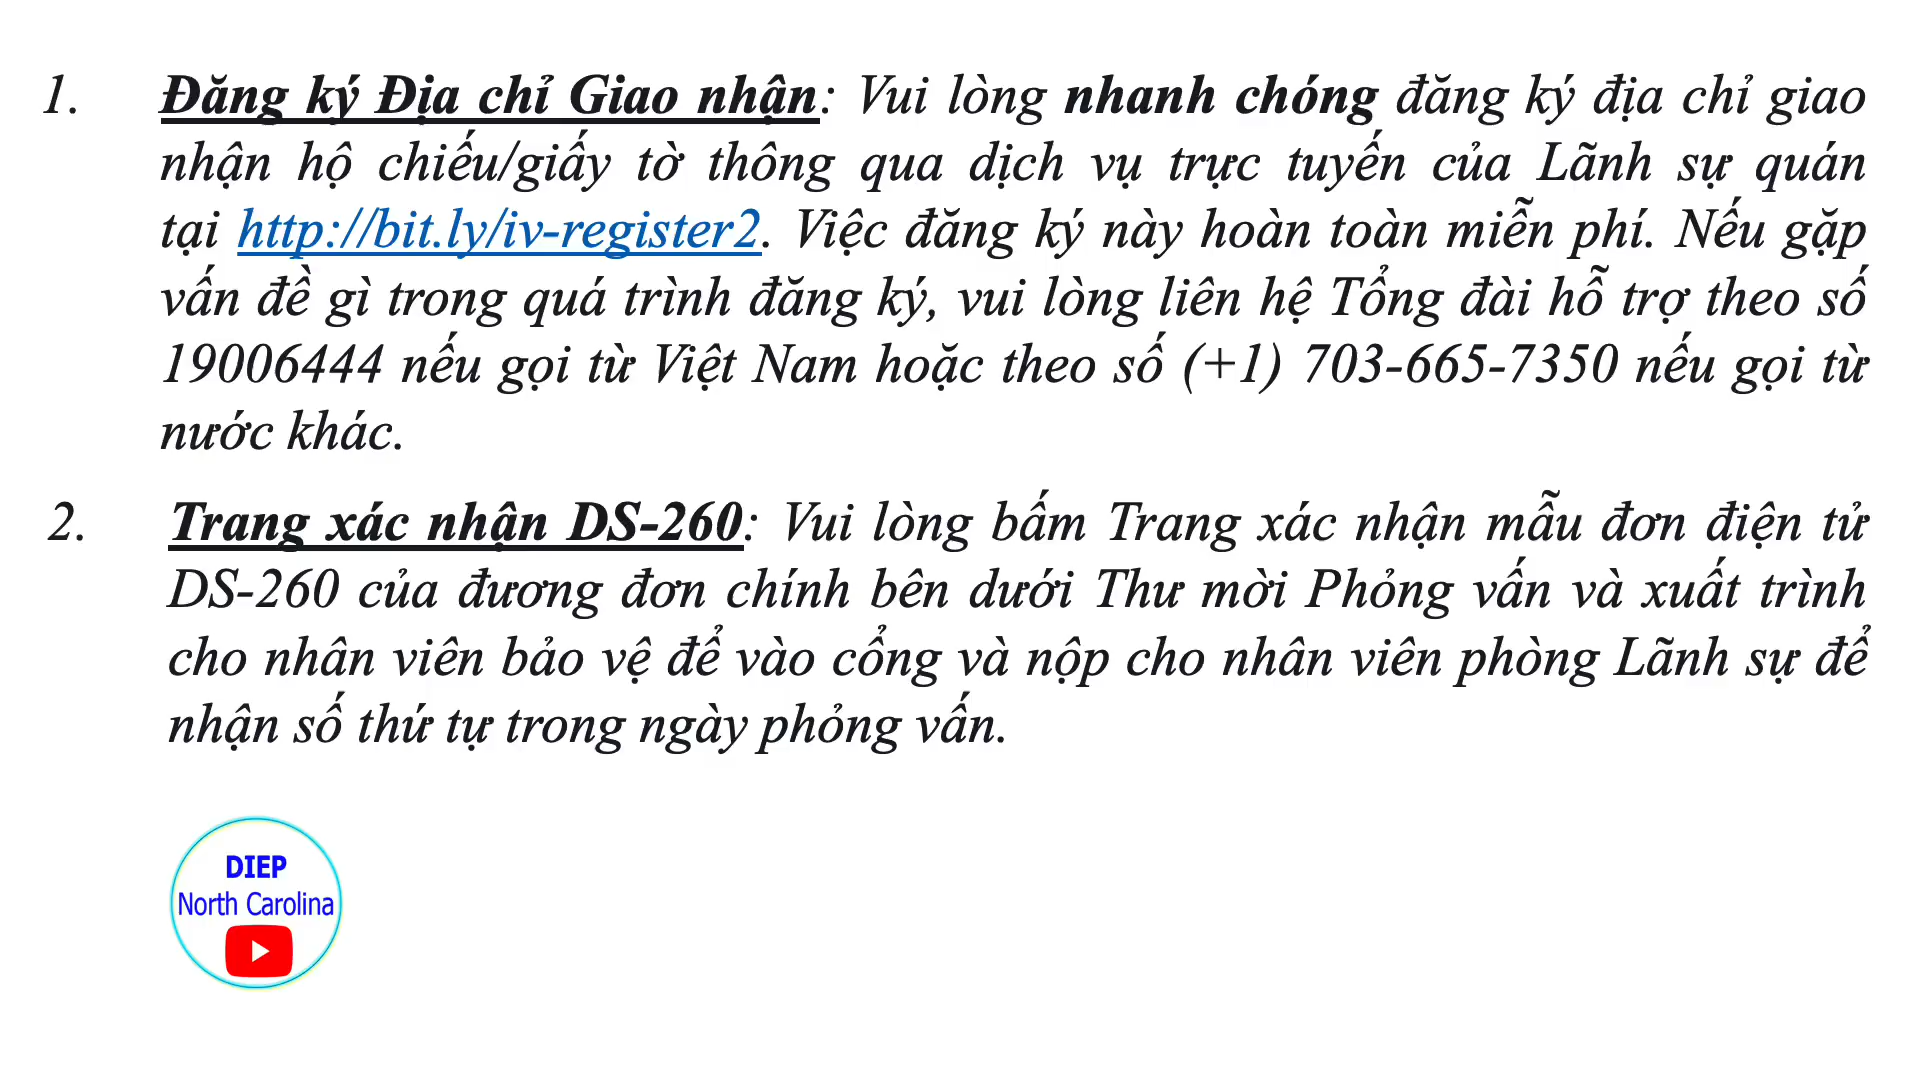 1. Đăng ký Địa chỉ Giao nhận: Vui lòng nhanh chóng đăng ký địa chỉ giao
nhận hộ chiếu/giấy tờ thông qua dịch vụ trực tuyến của Lãnh sự quán
tại http://bit.ly/iv-register2. Việc đăng ký này hoàn toàn miễn phí. Nếu gặp
vấn đề gì trong quá trình đăng ký, vui lòng liên hệ Tổng đài hỗ trợ theo số
19006444 nếu gọi từ Việt Nam hoặc theo số (+1) 703-665-7350 nếu gọi từ
nước khác.
2. Trang xác nhận DS-260: Vui lòng bấm Trang xác nhận mẫu đơn điện tử
DS-260 của đương đơn chính bên dưới Thư mời Phỏng vấn và xuất trình
cho nhân viên bảo vệ để vào cổng và nộp cho nhân viên phòng Lãnh sự để
nhận số thứ tự trong ngày phỏng vấn.
DIEP
North Carolina